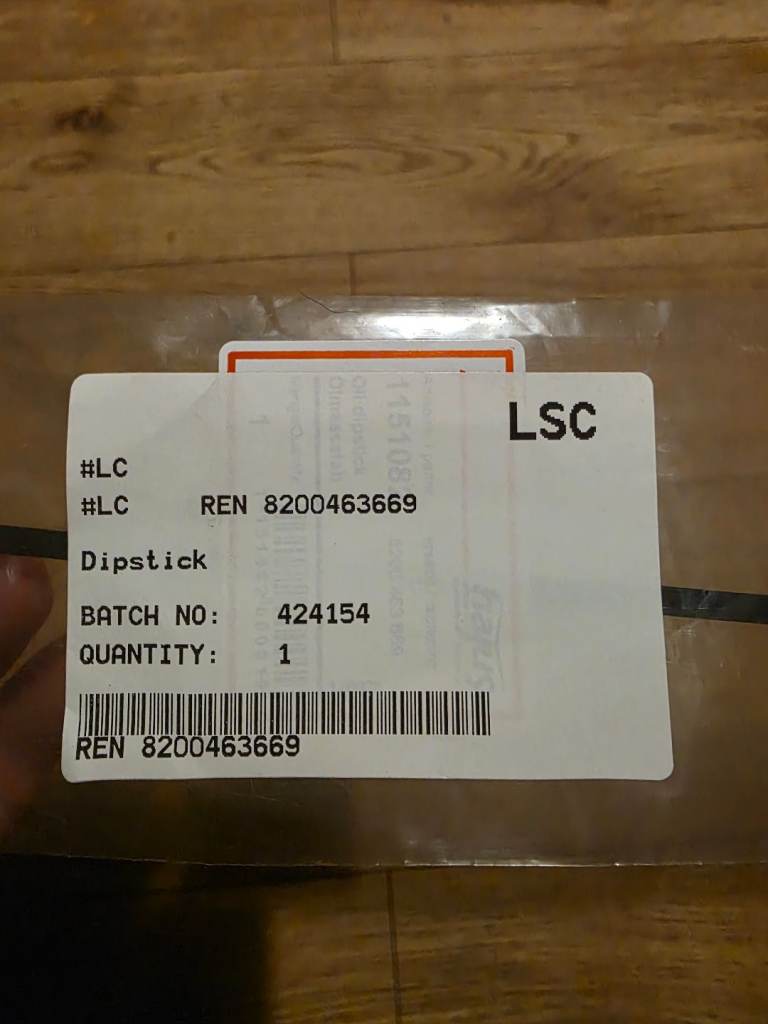 LSC
#LC
#LC REN 8200463669
Dipstick
BATCH NO: 424154
QUANTITY: 1
REN 8200463669